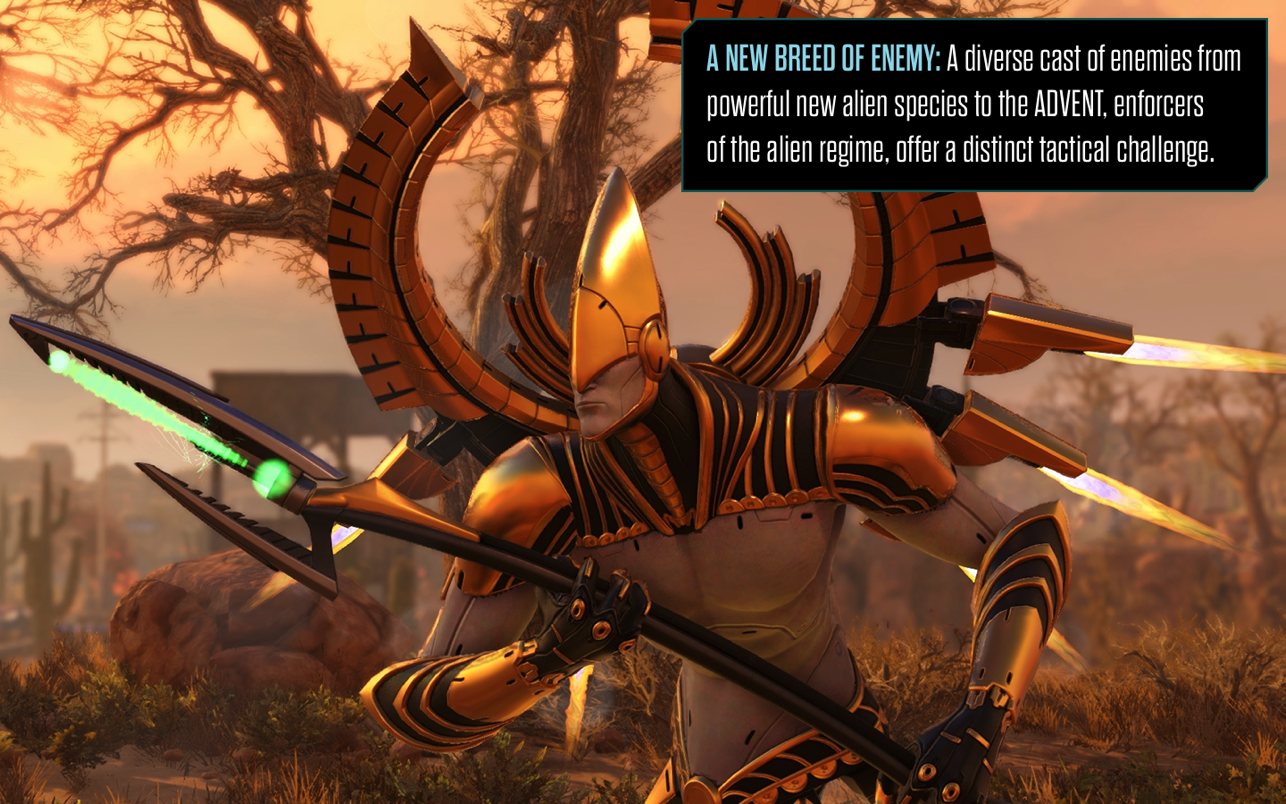 A NEW BREED OF ENEMY: A diverse cast of enemies from
powerful new alien species to the ADVENT, enforcers
of the alien regime, offer a distinct tactical challenge.